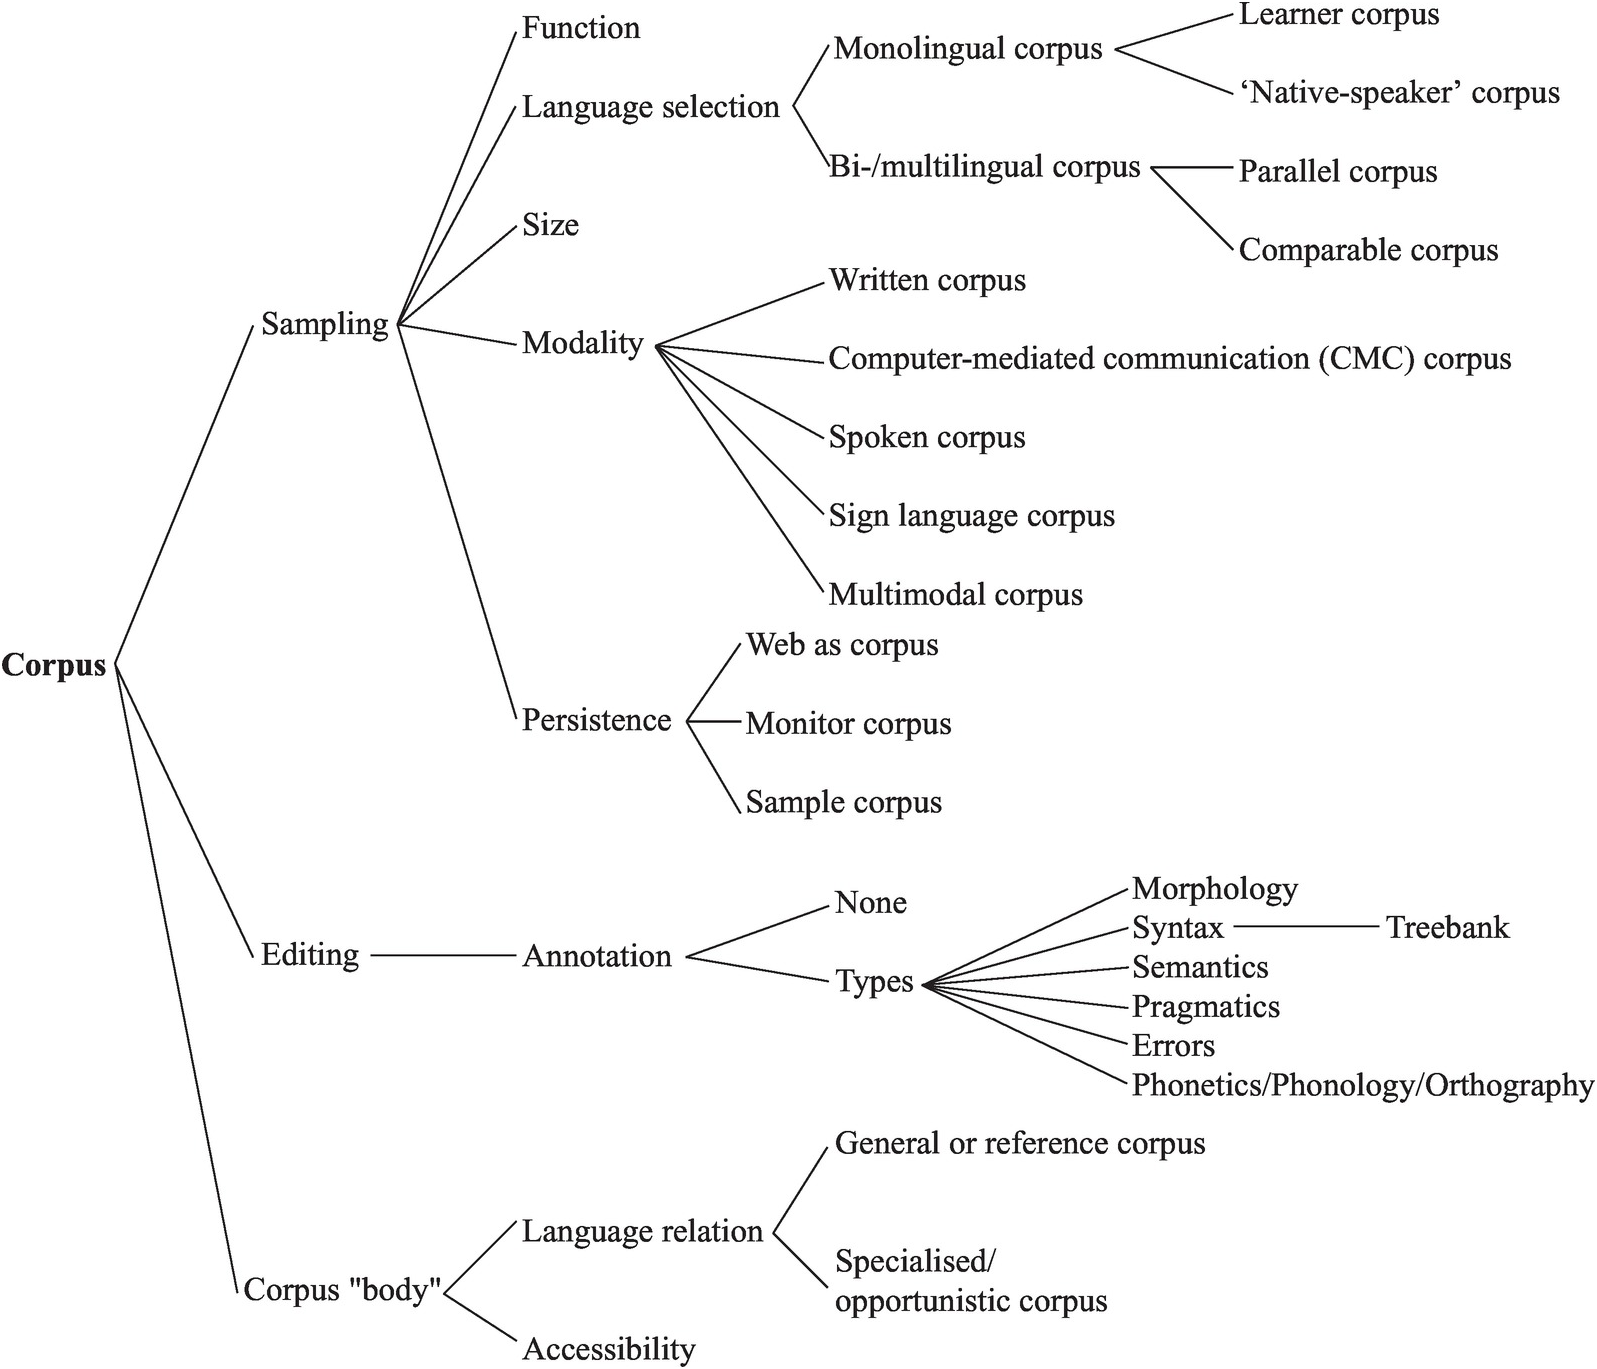 Corpus
Sampling
Function
Language selection
Monolingual corpus
Learner corpus
‘Native-speaker’ corpus
Bi-/multilingual corpus
Parallel corpus
Comparable corpus
Size
Modality
Written corpus
Computer-mediated communication (CMC) corpus
Spoken corpus
Sign language corpus
Multimodal corpus
Persistence
Web as corpus
Monitor corpus
Sample corpus
Editing
Annotation
None
Types
Morphology
Syntax
Treebank
Semantics
Pragmatics
Errors
Phonetics/Phonology/Orthography
Corpus "body"
Language relation
General or reference corpus
Specialised/
opportunistic corpus
Accessibility